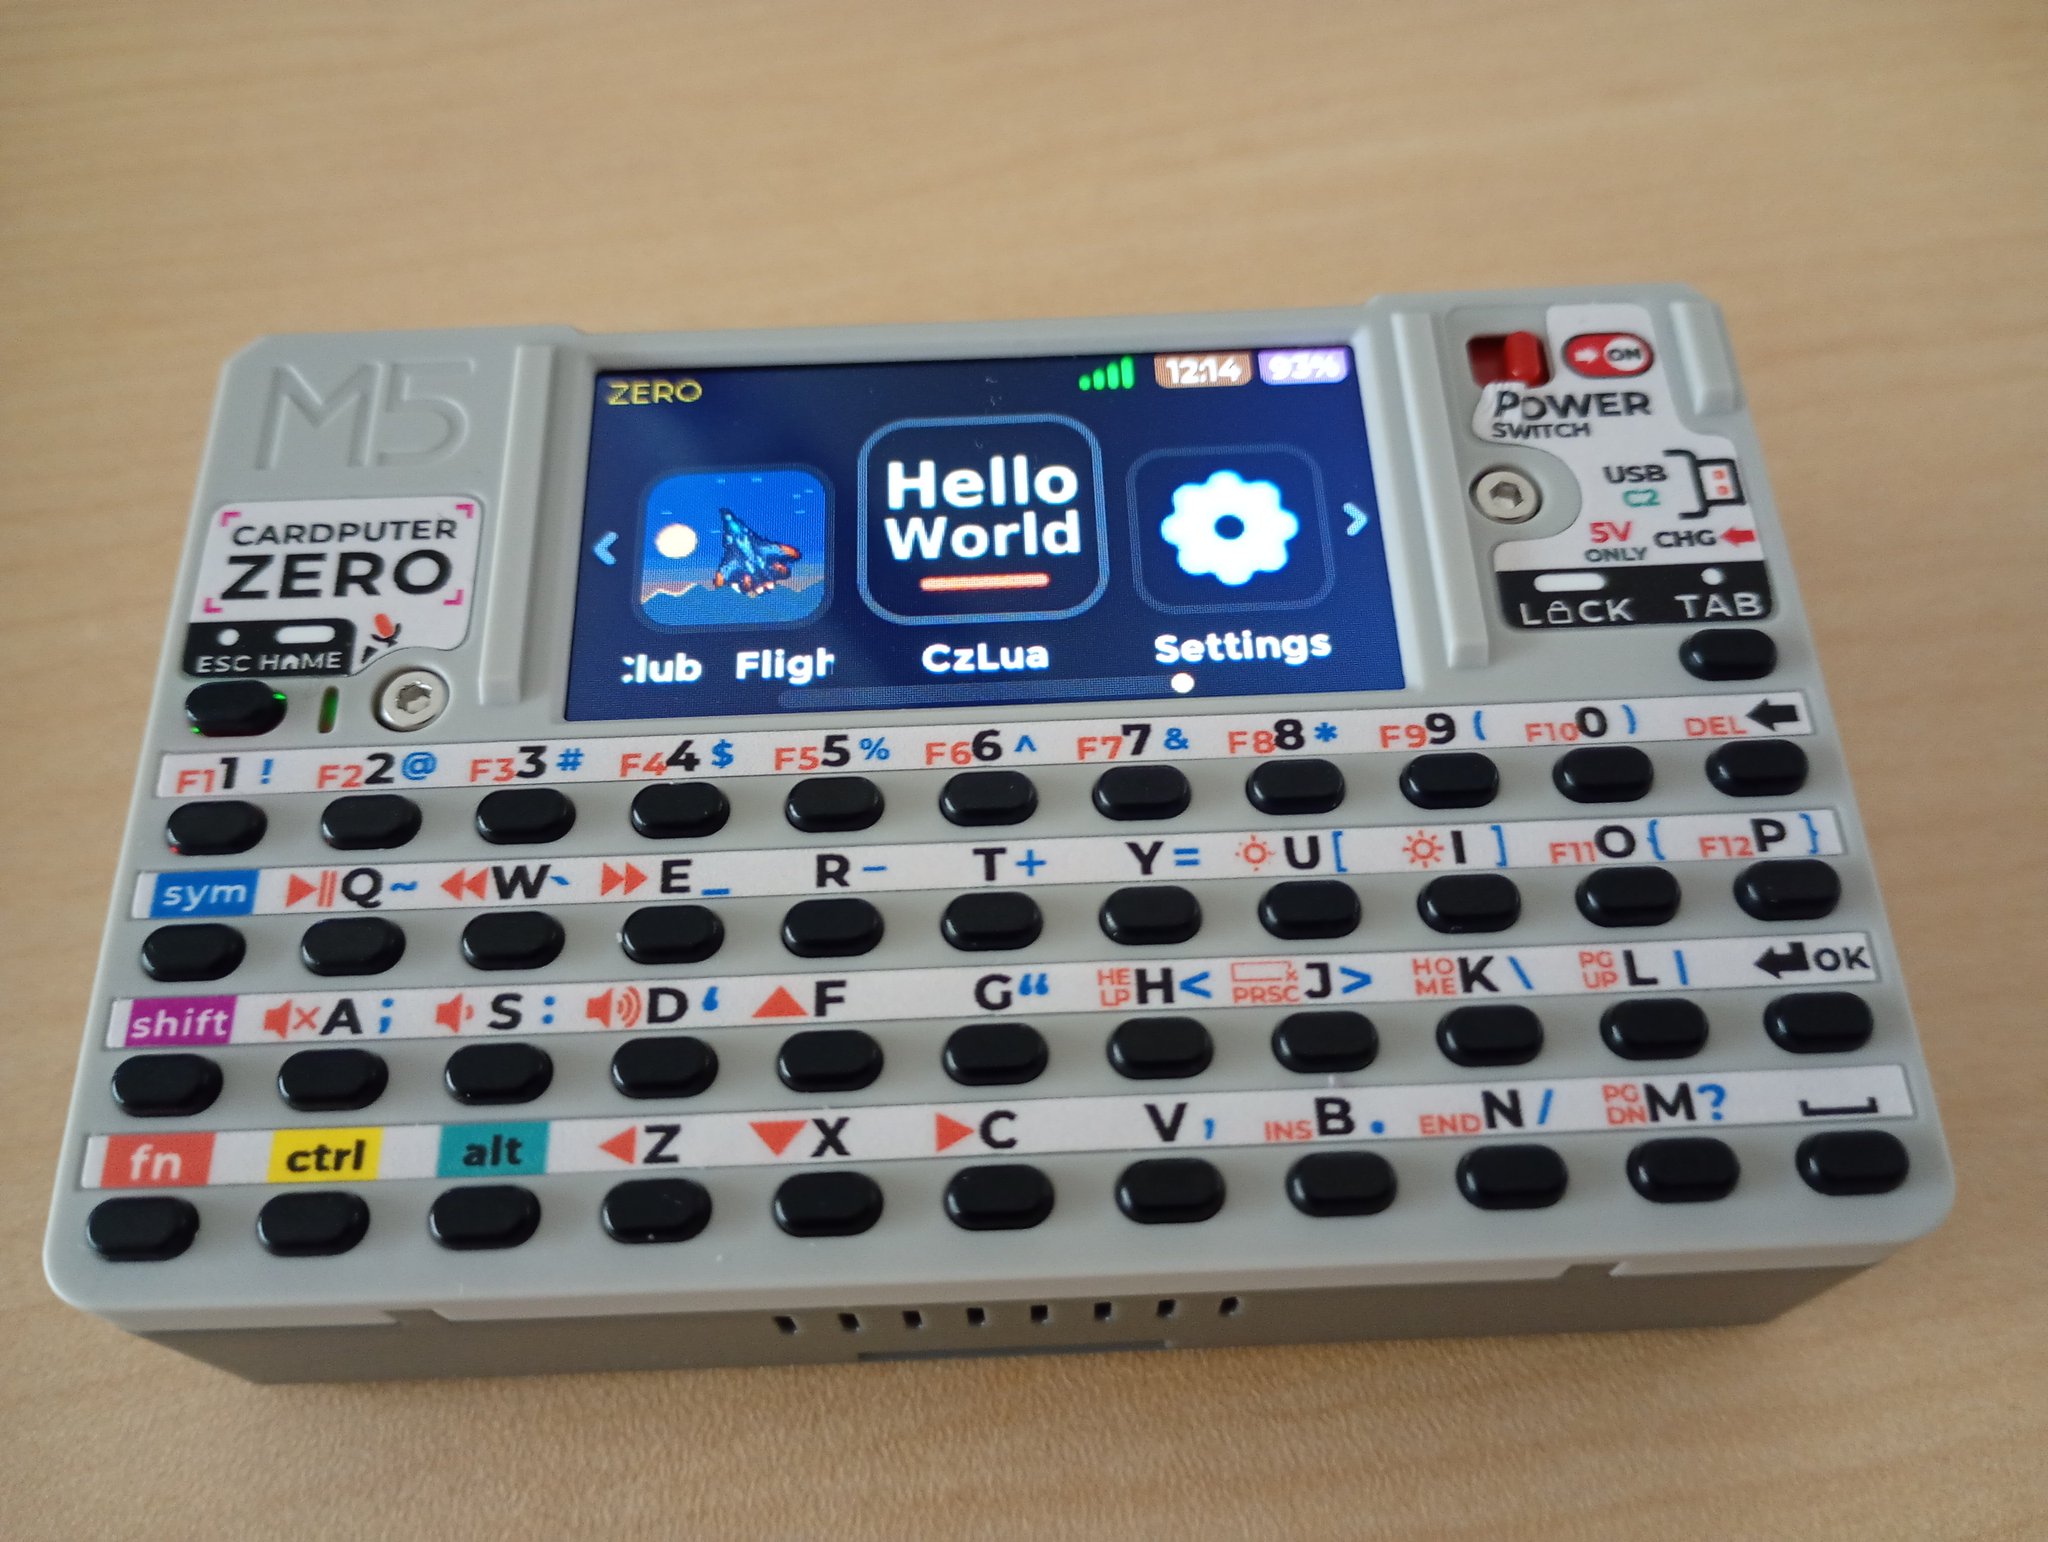 M5
CARDPUTER
ZERO
ESC HOME
ZERO 12:14 93%
Hello
World
:lub Fligh CzLua Settings
ON
POWER
SWITCH
USB
C2
5V
ONLY CHG
LOCK TAB
F1 1 ! F2 2 @ F3 3 # F4 4 $ F5 5 % F6 6 ^ F7 7 & F8 8 * F9 9 ( F10 0 ) DEL
sym Q ~ W ` E _ R - T + Y = U [ I ] F11 O { F12 P }
shift A ; S : D ‘ F G “ HELP H < PRSC J > HOME K \ PG UP L | OK
fn ctrl alt Z X C V , INS B . END N / PG DN M ?